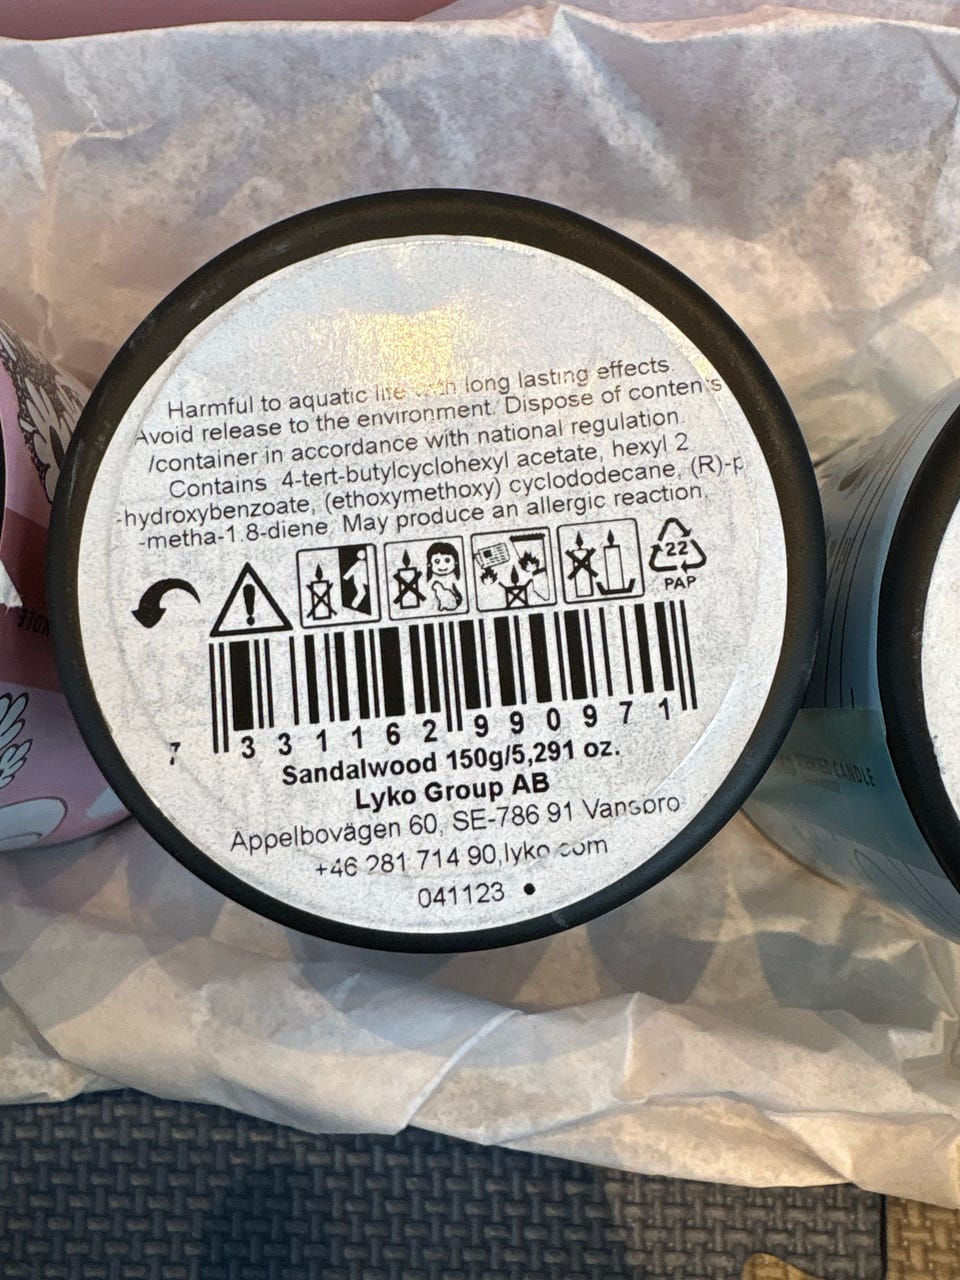 Harmful to aquatic life with long lasting effects.
Avoid release to the environment. Dispose of contents
/container in accordance with national regulation.
Contains 4-tert-butylcyclohexyl acetate, hexyl 2
-hydroxybenzoate, (ethoxymethoxy) cyclododecane, (R)-p
-metha-1.8-diene. May produce an allergic reaction.
22
PAP
7 331162 990971
Sandalwood 150g/5,291 oz.
Lyko Group AB
Appelbovägen 60, SE-786 91 Vansbro
+46 281 714 90,lyko.com
041123
CANDLE